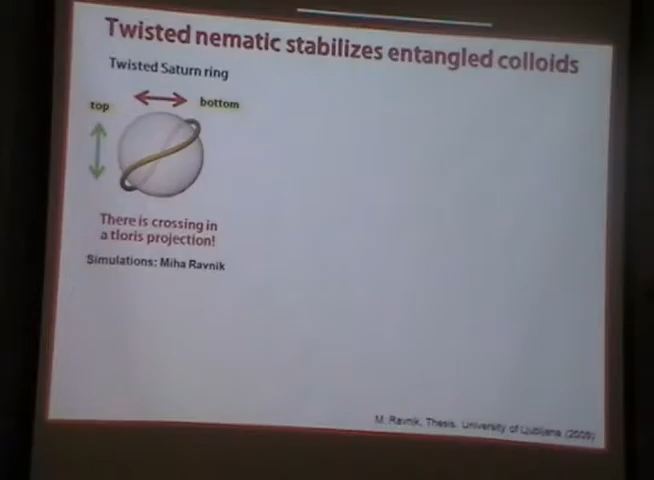 Twisted nematic stabilizes entangled colloids
Twisted Saturn ring
top
bottom
There is crossing in
a tloris projection!
Simulations: Miha Ravnik
M. Ravnik, Thesis, University of Ljubljana (2009)